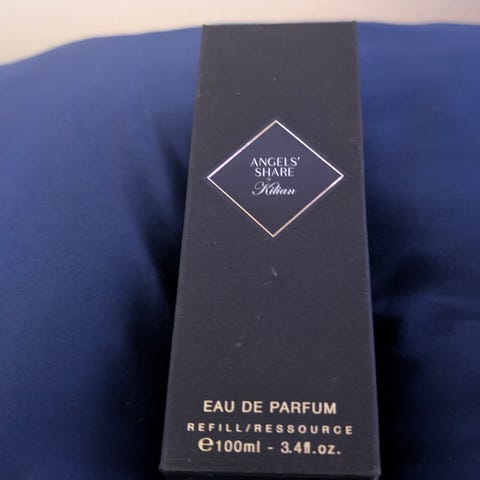 ANGELS'
SHARE
by
Kilian
EAU DE PARFUM
REFILL/RESSOURCE
℮100ml - 3.4fl.oz.